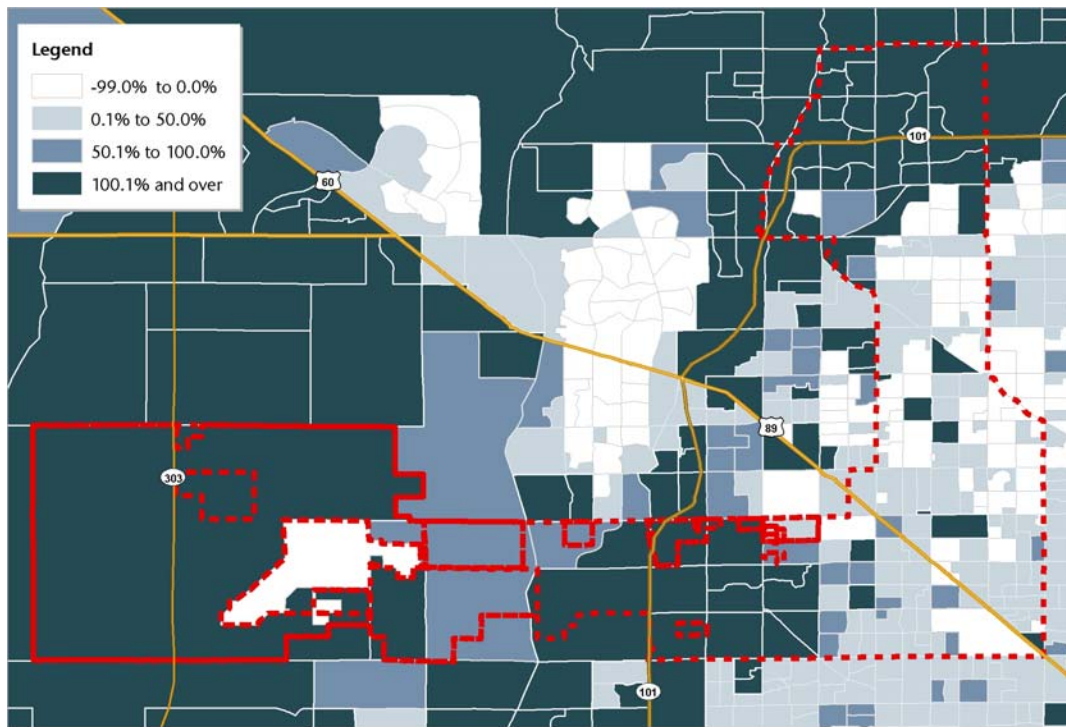 Legend
-99.0% to 0.0%
0.1% to 50.0%
50.1% to 100.0%
100.1% and over
60
101
89
303
101